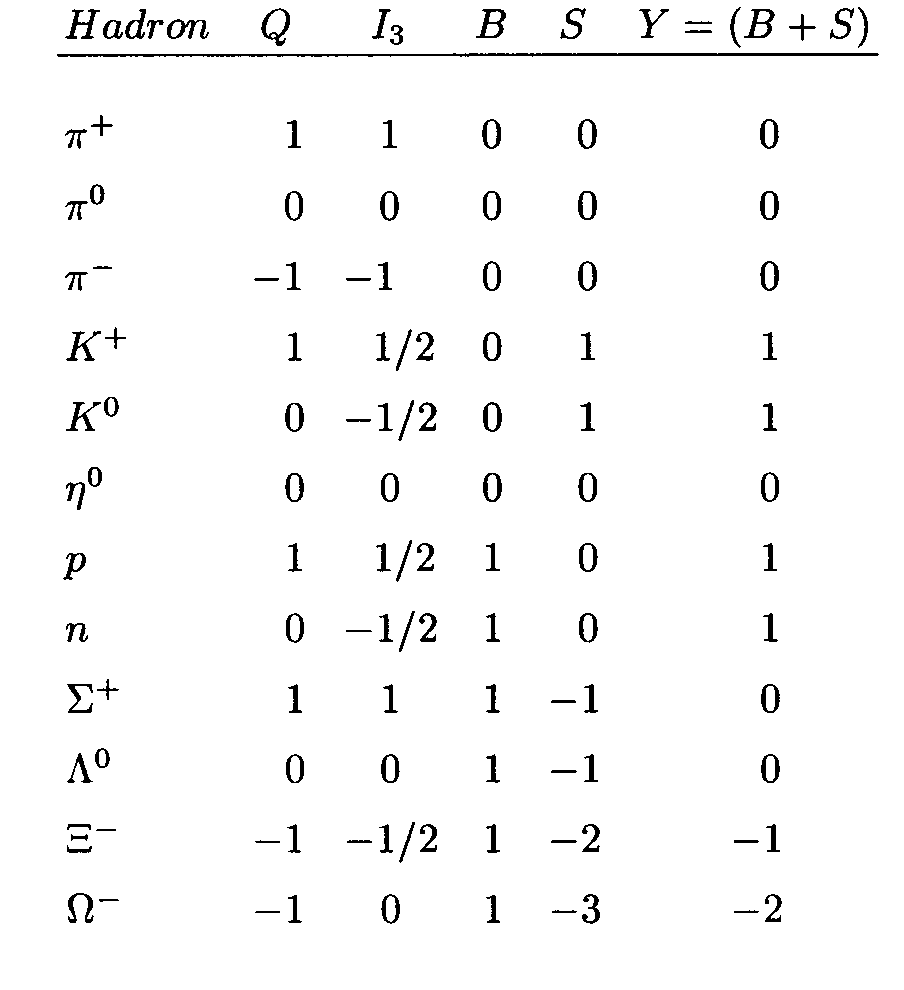 Hadron Q I₃ B S Y = (B + S)
π⁺ 1 1 0 0 0
π⁰ 0 0 0 0 0
π⁻ −1 −1 0 0 0
K⁺ 1 1/2 0 1 1
K⁰ 0 −1/2 0 1 1
η⁰ 0 0 0 0 0
p 1 1/2 1 0 1
n 0 −1/2 1 0 1
Σ⁺ 1 1 1 −1 0
Λ⁰ 0 0 1 −1 0
Ξ⁻ −1 −1/2 1 −2 −1
Ω⁻ −1 0 1 −3 −2